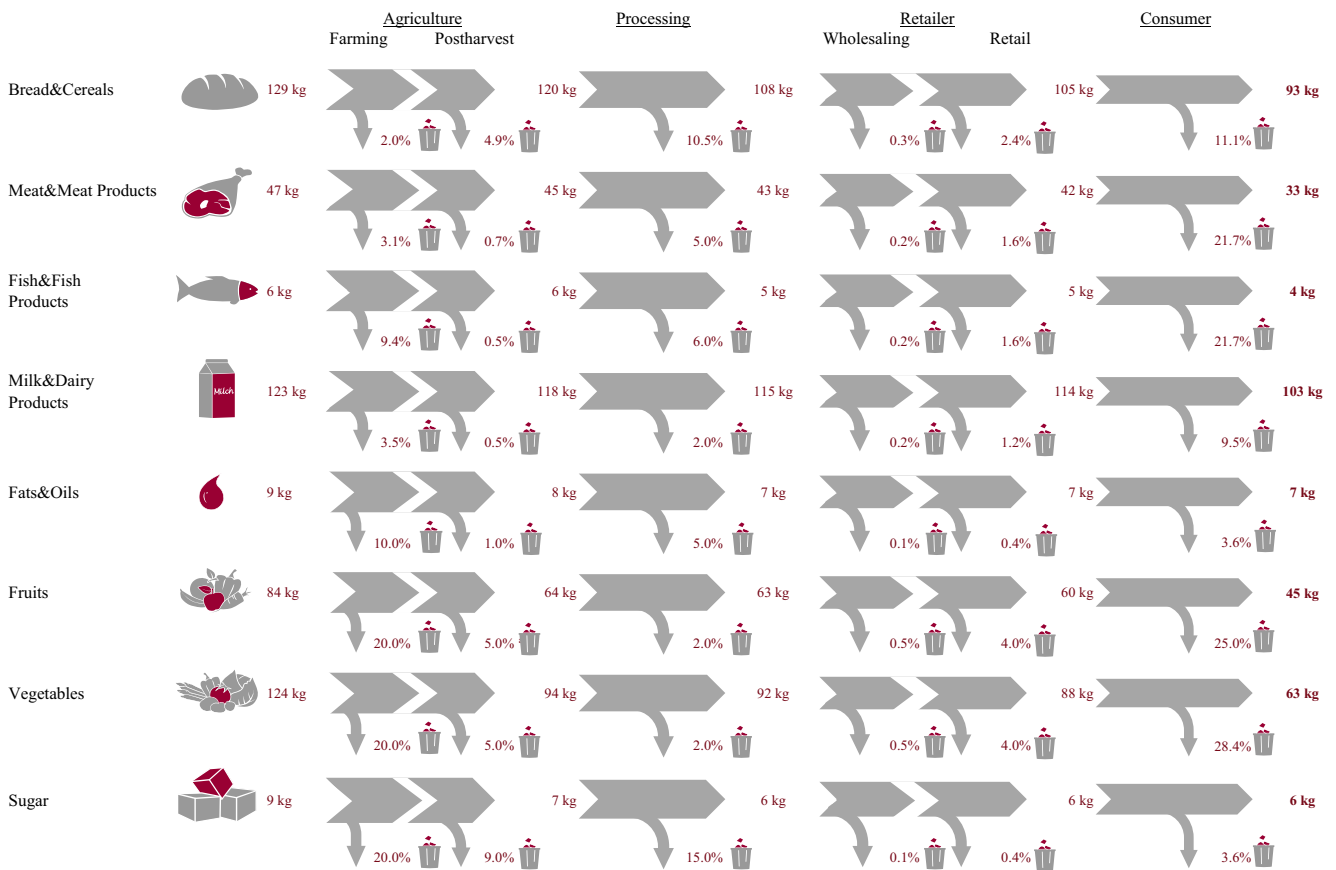 Agriculture Processing Retailer Consumer
Farming Postharvest Wholesaling Retail
Bread&Cereals 129 kg 120 kg 108 kg 105 kg 93 kg
2.0% 4.9% 10.5% 0.3% 2.4% 11.1%
Meat&Meat Products 47 kg 45 kg 43 kg 42 kg 33 kg
3.1% 0.7% 5.0% 0.2% 1.6% 21.7%
Fish&Fish
Products 6 kg 6 kg 5 kg 5 kg 4 kg
9.4% 0.5% 6.0% 0.2% 1.6% 21.7%
Milk&Dairy
Products Milch 123 kg 118 kg 115 kg 114 kg 103 kg
3.5% 0.5% 2.0% 0.2% 1.2% 9.5%
Fats&Oils 9 kg 8 kg 7 kg 7 kg 7 kg
10.0% 1.0% 5.0% 0.1% 0.4% 3.6%
Fruits 84 kg 64 kg 63 kg 60 kg 45 kg
20.0% 5.0% 2.0% 0.5% 4.0% 25.0%
Vegetables 124 kg 94 kg 92 kg 88 kg 63 kg
20.0% 5.0% 2.0% 0.5% 4.0% 28.4%
Sugar 9 kg 7 kg 6 kg 6 kg 6 kg
20.0% 9.0% 15.0% 0.1% 0.4% 3.6%